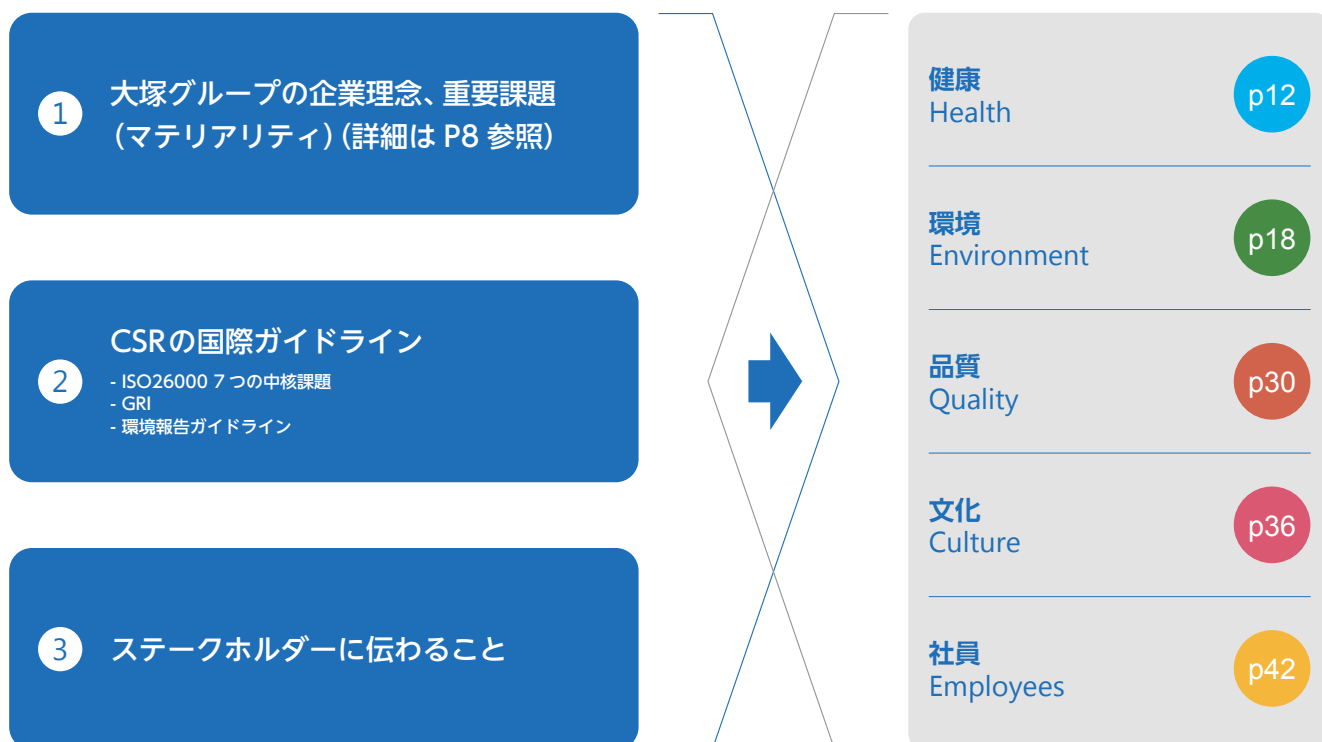 1
大塚グループの企業理念、重要課題
（マテリアリティ）（詳細は P8 参照）
2
CSRの国際ガイドライン
- ISO26000 7 つの中核課題
- GRI
- 環境報告ガイドライン
3
ステークホルダーに伝わること
健康
Health
p12
環境
Environment
p18
品質
Quality
p30
文化
Culture
p36
社員
Employees
p42